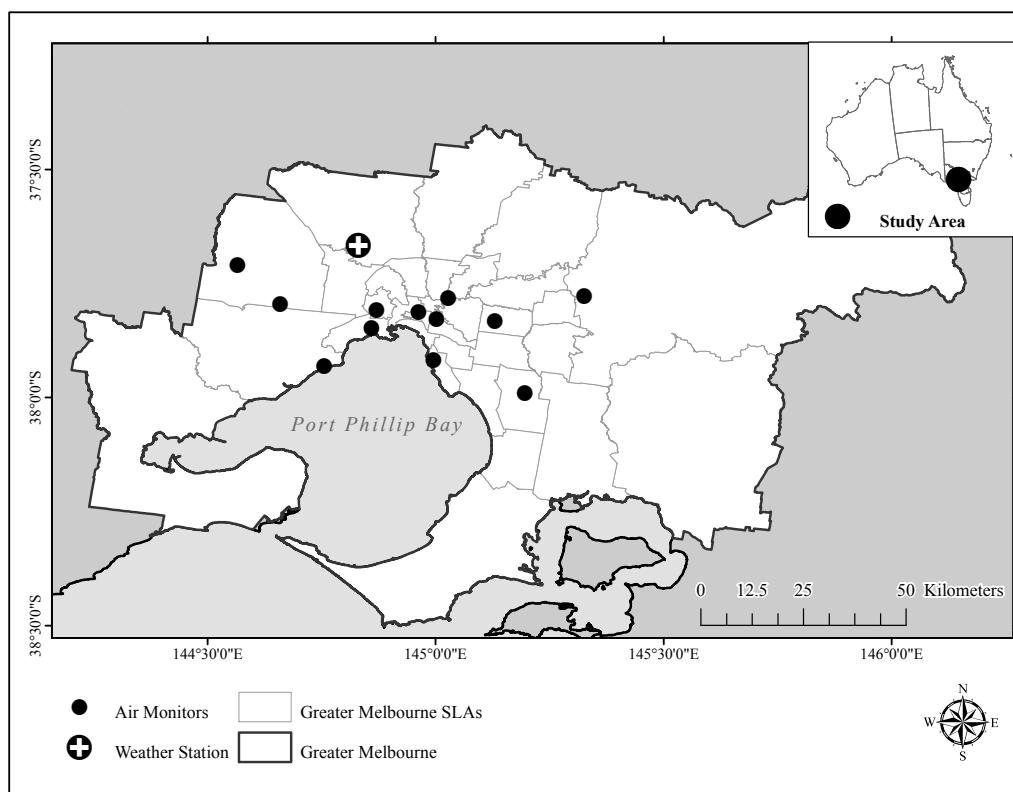 Study Area
37°30'0"S
38°0'0"S
38°30'0"S
Port Phillip Bay
0 12.5 25 50 Kilometers
144°30'0"E 145°0'0"E 145°30'0"E 146°0'0"E
Air Monitors Greater Melbourne SLAs
Weather Station Greater Melbourne
N
W E
S